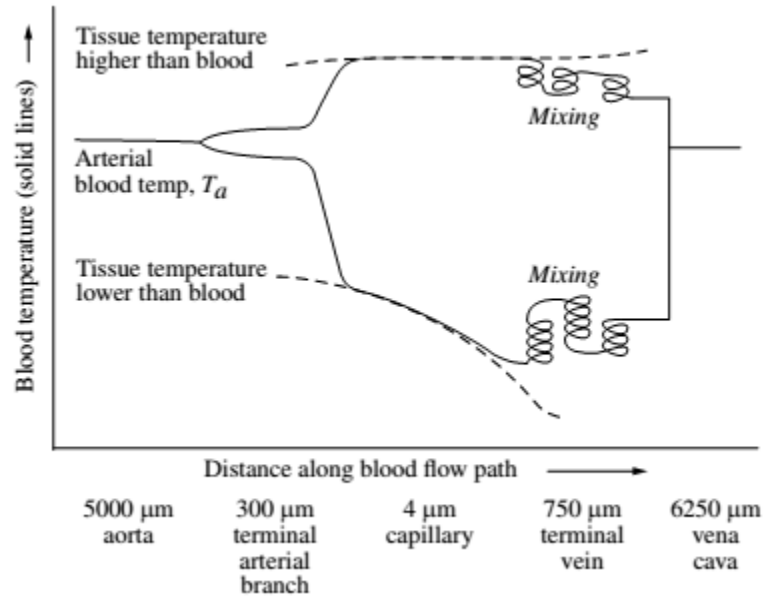 Tissue temperature
higher than blood
Mixing
Arterial
blood temp, Ta
Tissue temperature
lower than blood
Mixing
Blood temperature (solid lines)
Distance along blood flow path
5000 μm
aorta
300 μm
terminal
arterial
branch
4 μm
capillary
750 μm
terminal
vein
6250 μm
vena
cava